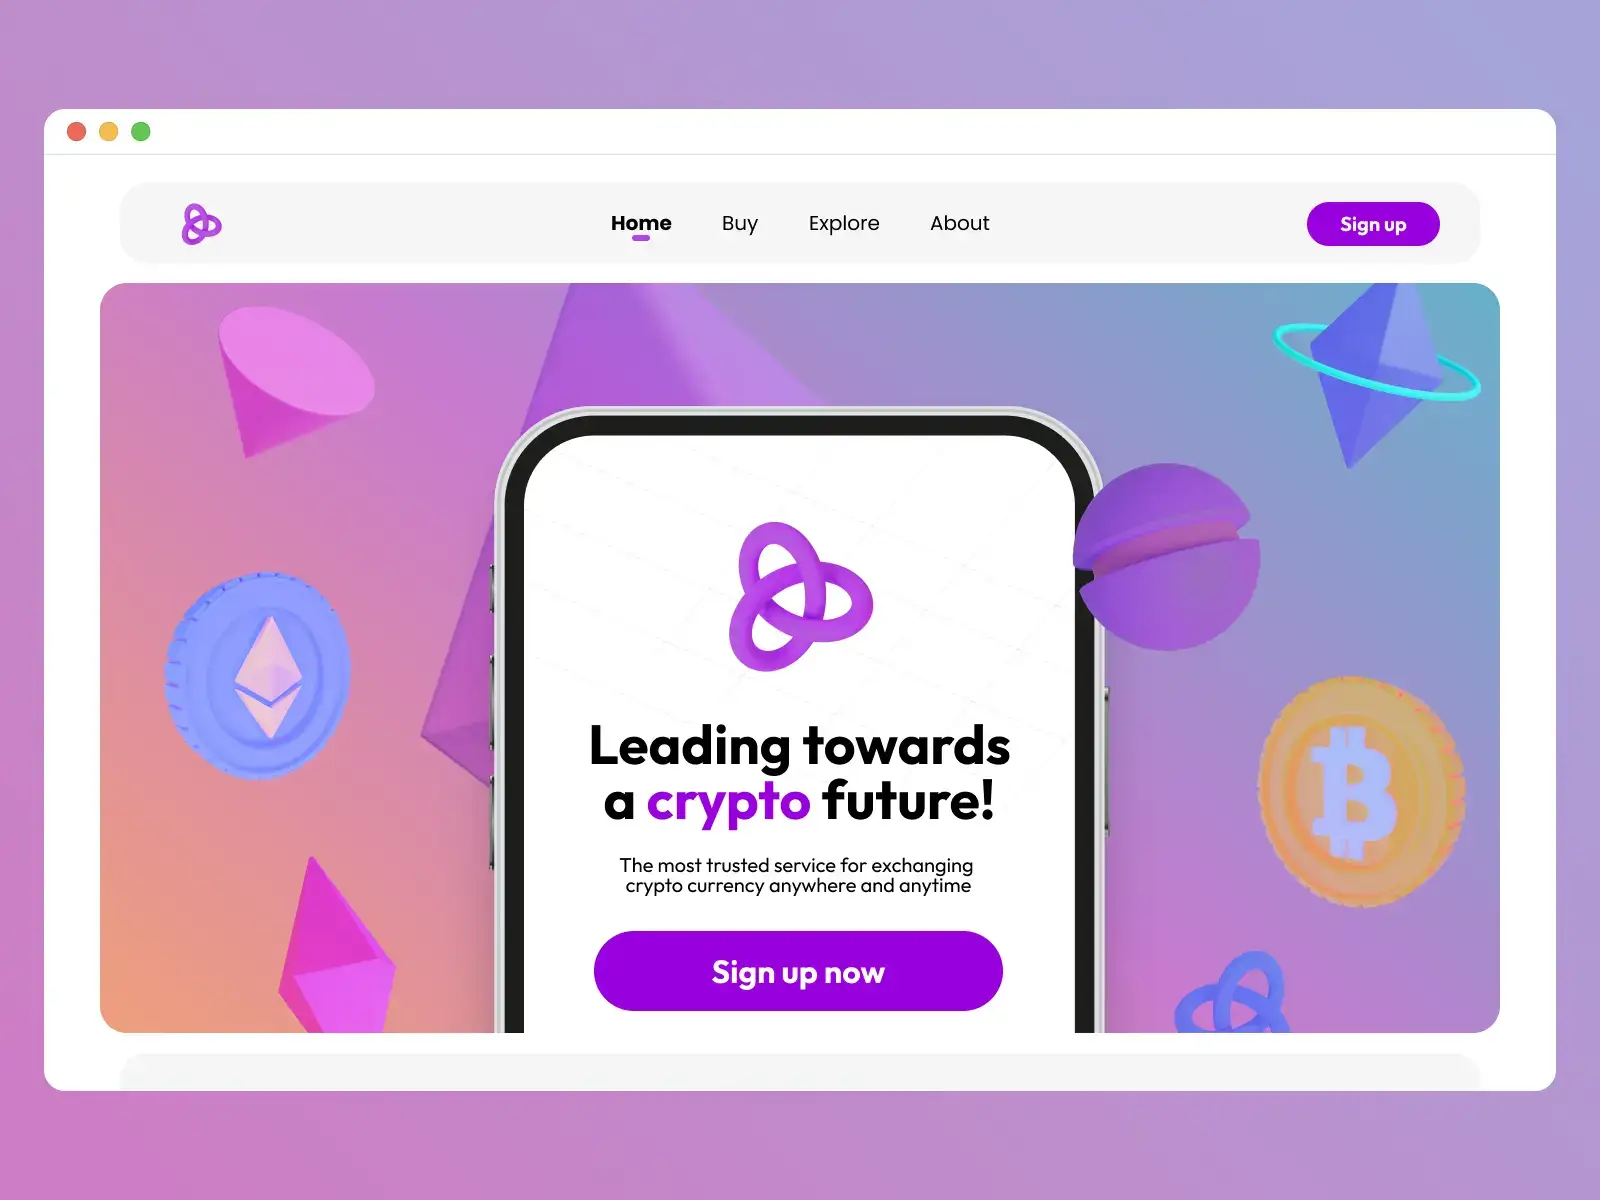 Home Buy Explore About Sign up
Leading towards
a crypto future!
The most trusted service for exchanging
crypto currency anywhere and anytime
Sign up now